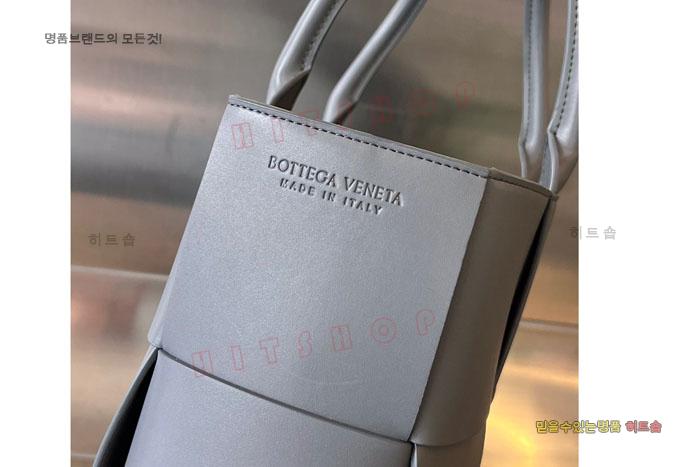 명품브랜드의 모든것!
HITSHOP
BOTTEGA VENETA
MADE IN ITALY
히트숍
히트숍
HITSHOP
믿을수있는명품 히트숍